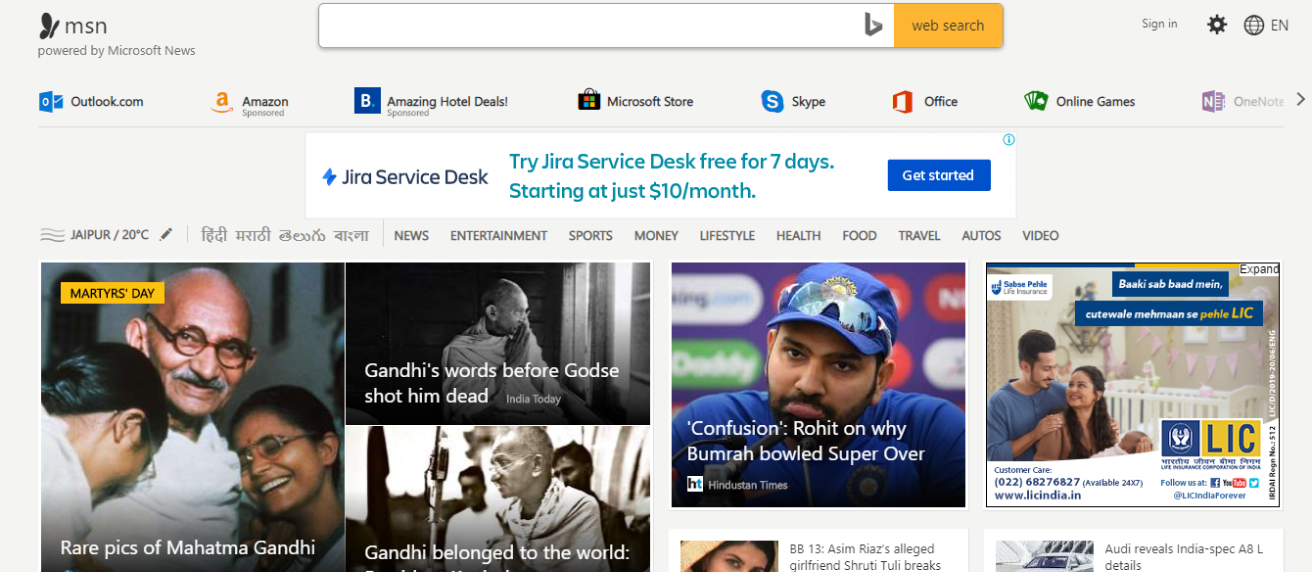 msn
powered by Microsoft News
web search
Sign in
EN
Outlook.com
Amazon
Sponsored
Amazing Hotel Deals!
Sponsored
Microsoft Store
Skype
Office
Online Games
OneNote
Jira Service Desk
Try Jira Service Desk free for 7 days.
Starting at just $10/month.
Get started
JAIPUR / 20°C
हिंदी मराठी తెలుగు বাংলা
NEWS ENTERTAINMENT SPORTS MONEY LIFESTYLE HEALTH FOOD TRAVEL AUTOS VIDEO
MARTYRS' DAY
Rare pics of Mahatma Gandhi
Gandhi's words before Godse
shot him dead India Today
Gandhi belonged to the world:
'Confusion': Rohit on why
Bumrah bowled Super Over
ht Hindustan Times
Expand
Sabse Pehle
Life Insurance
Baaki sab baad mein,
cutewale mehmaan se pehle LIC
LIC
भारतीय जीवन बीमा निगम
LIFE INSURANCE CORPORATION OF INDIA
Customer Care:
(022) 68276827 (Available 24X7)
www.licindia.in
Follow us at: You Tube
@LICIndiaForever
IRDAI Regn No.: 512 LIC/D/2019-20/06/ENG
BB 13: Asim Riaz's alleged
girlfriend Shruti Tuli breaks
Audi reveals India-spec A8 L
details